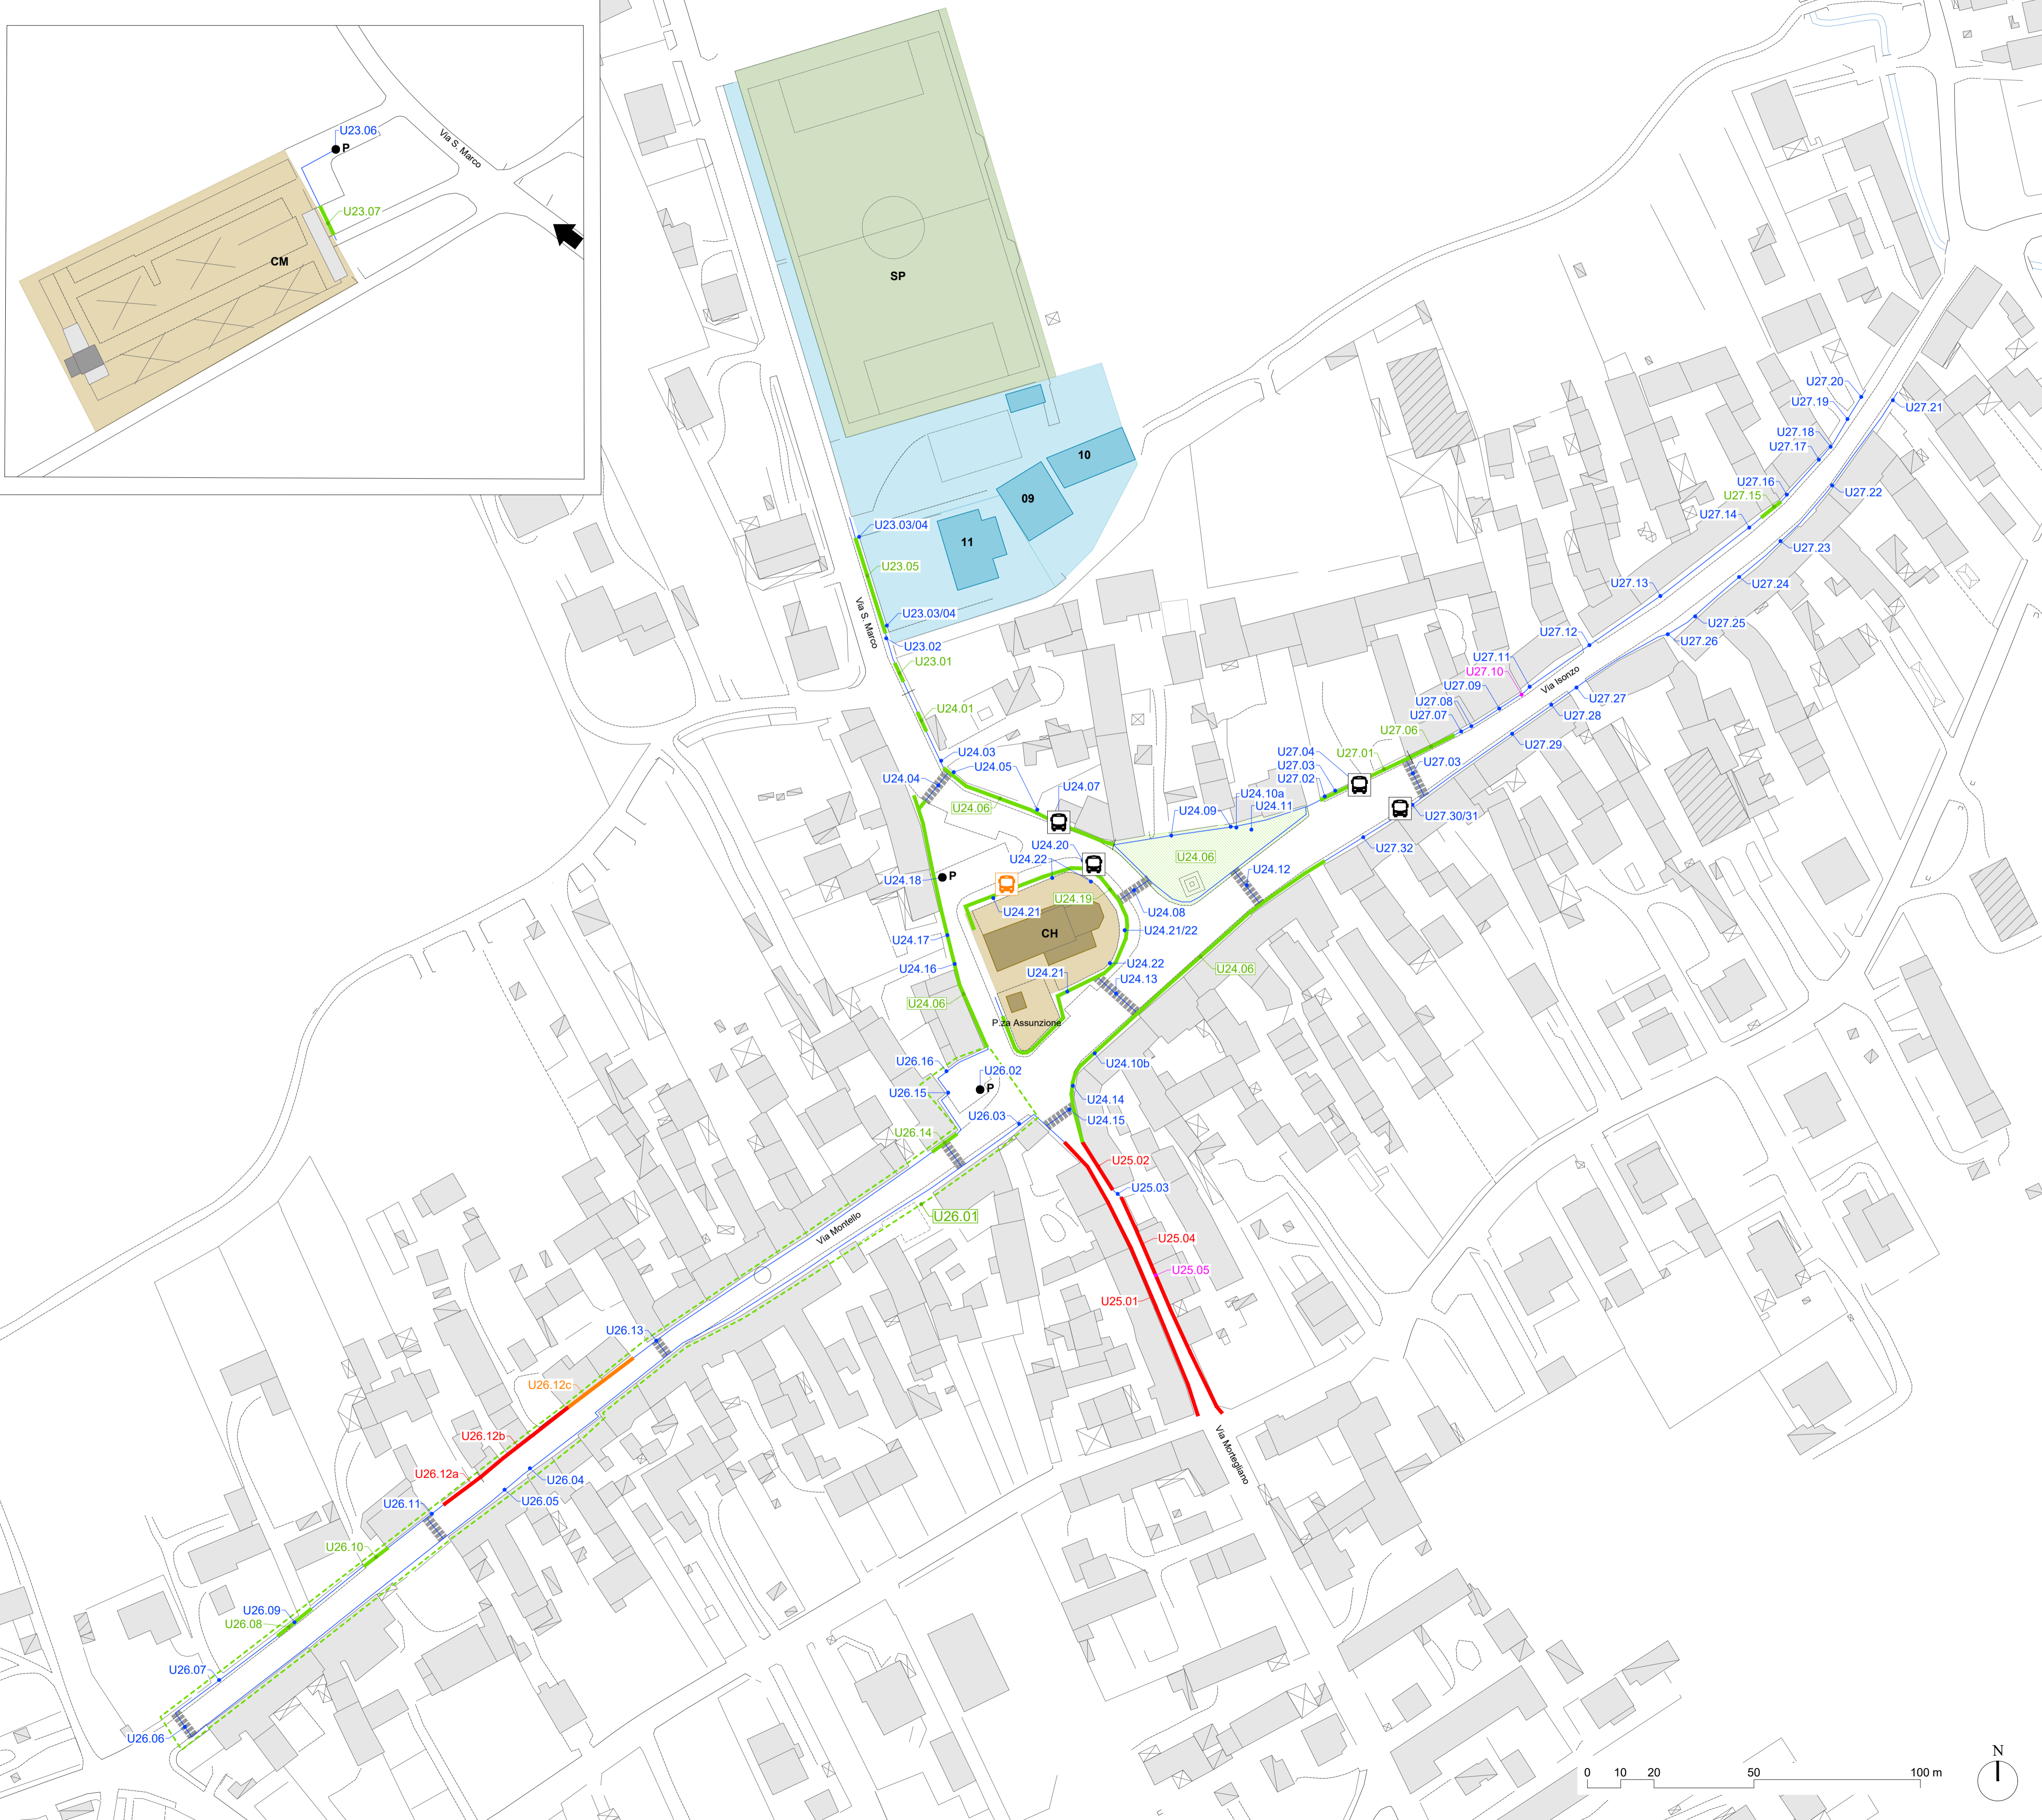 U23.06
P
Via S. Marco
U23.07
CM
SP
10
09
11
U23.03/04
U23.05
Via S. Marco
U23.03/04
U23.02
U23.01
U24.01
U24.03
U24.05
U24.04
U24.06
U24.07
U24.09
U24.10a
U24.11
U24.06
U24.20
U24.22
U24.18
P
U24.19
U24.12
U24.21
U24.08
CH
U24.21/22
U24.17
U24.16
U24.22
U24.21
U24.13
U24.06
U24.06
P.za Assunzione
U24.10b
U24.14
U24.15
U27.20
U27.19
U27.21
U27.18
U27.17
U27.16
U27.15
U27.14
U27.22
U27.23
U27.24
U27.13
U27.25
U27.26
U27.12
U27.11
U27.10
Via Isonzo
U27.09
U27.08
U27.07
U27.06
U27.27
U27.28
U27.29
U27.04
U27.01
U27.03
U27.02
U27.03
U27.30/31
U27.32
U26.16
U26.02
P
U26.15
U26.03
U26.14
U26.01
Via Montello
U25.02
U25.03
U25.04
U25.05
U25.01
Via Mortegliano
U26.13
U26.12c
U26.12b
U26.12a
U26.04
U26.05
U26.11
U26.10
U26.09
U26.08
U26.07
U26.06
N
0 10 20 50 100 m